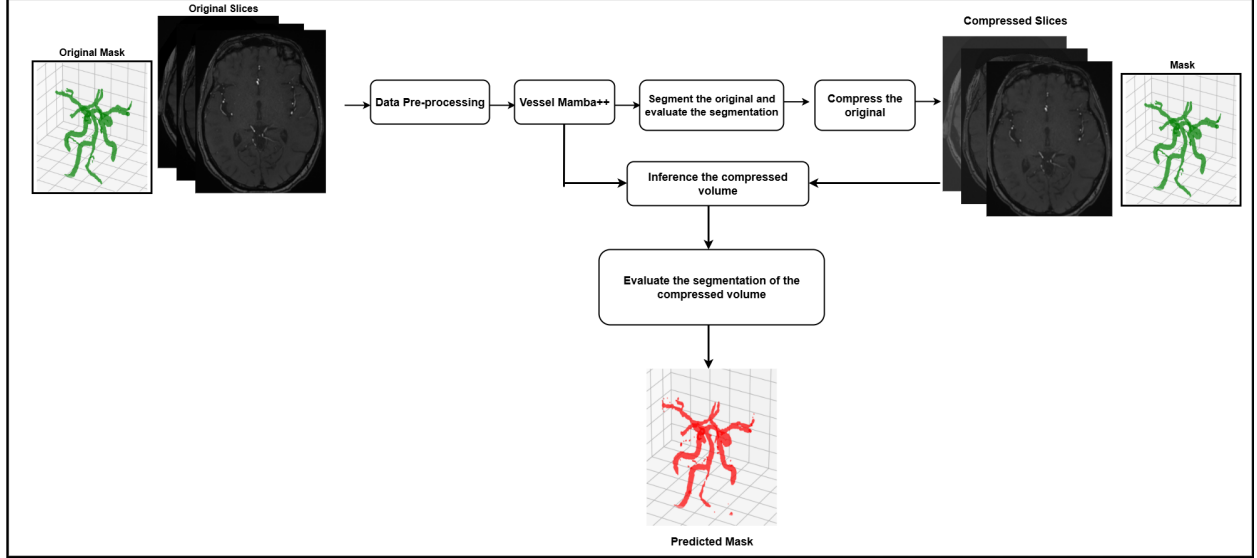 Original Slices
Original Mask
Compressed Slices
Mask
Data Pre-processing
Vessel Mamba++
Segment the original and
evaluate the segmentation
Compress the
original
Inference the compressed
volume
Evaluate the segmentation of the
compressed volume
Predicted Mask